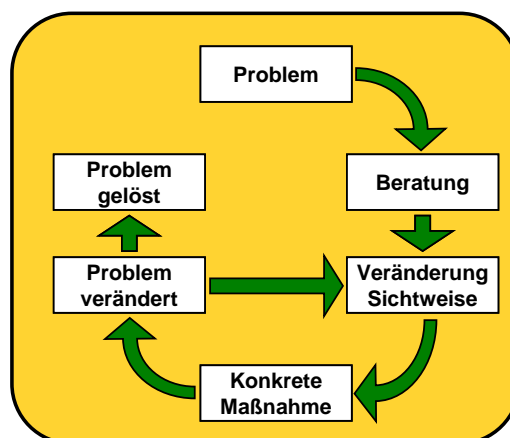 Problem
Beratung
Veränderung
Sichtweise
Konkrete
Maßnahme
Problem
verändert
Problem
gelöst